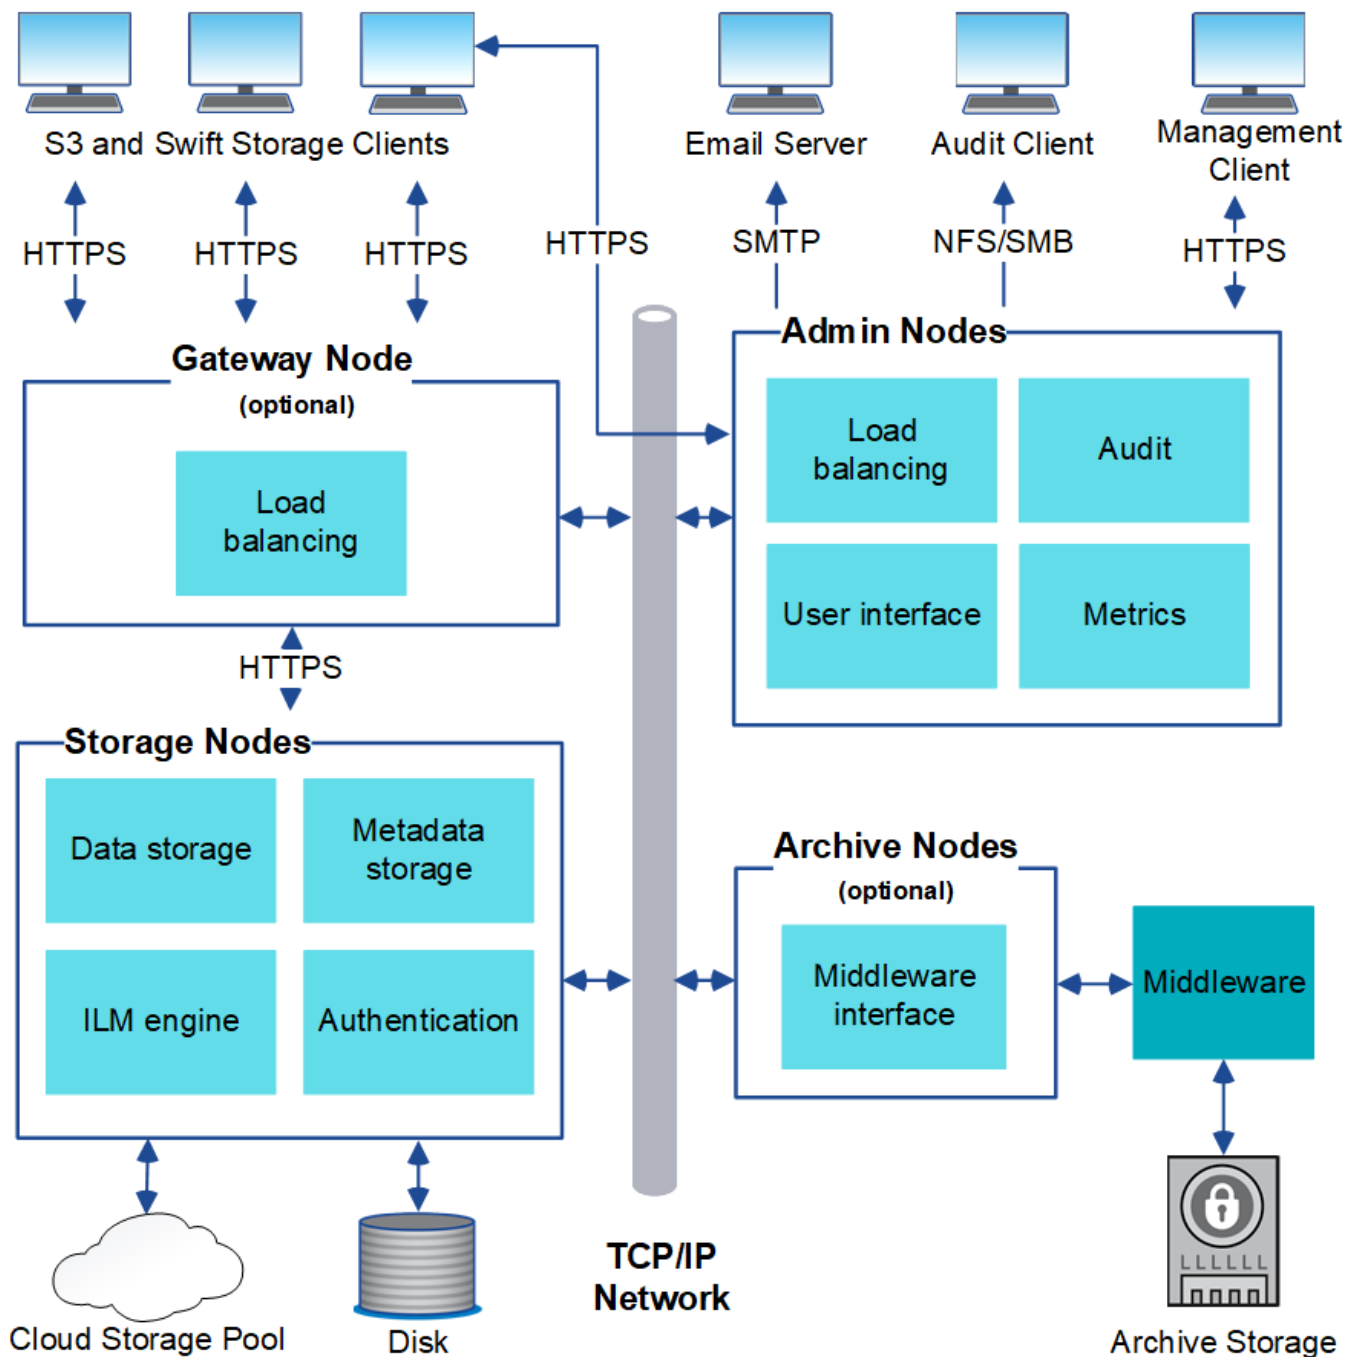 S3 and Swift Storage Clients
Email Server
Audit Client
Management
Client
HTTPS
HTTPS
HTTPS
HTTPS
SMTP
NFS/SMB
HTTPS
Gateway Node
(optional)
Load
balancing
HTTPS
Admin Nodes
Load
balancing
Audit
User interface
Metrics
Storage Nodes
Data storage
Metadata
storage
ILM engine
Authentication
Archive Nodes
(optional)
Middleware
interface
Middleware
TCP/IP
Network
Cloud Storage Pool
Disk
LLLLLL
Archive Storage